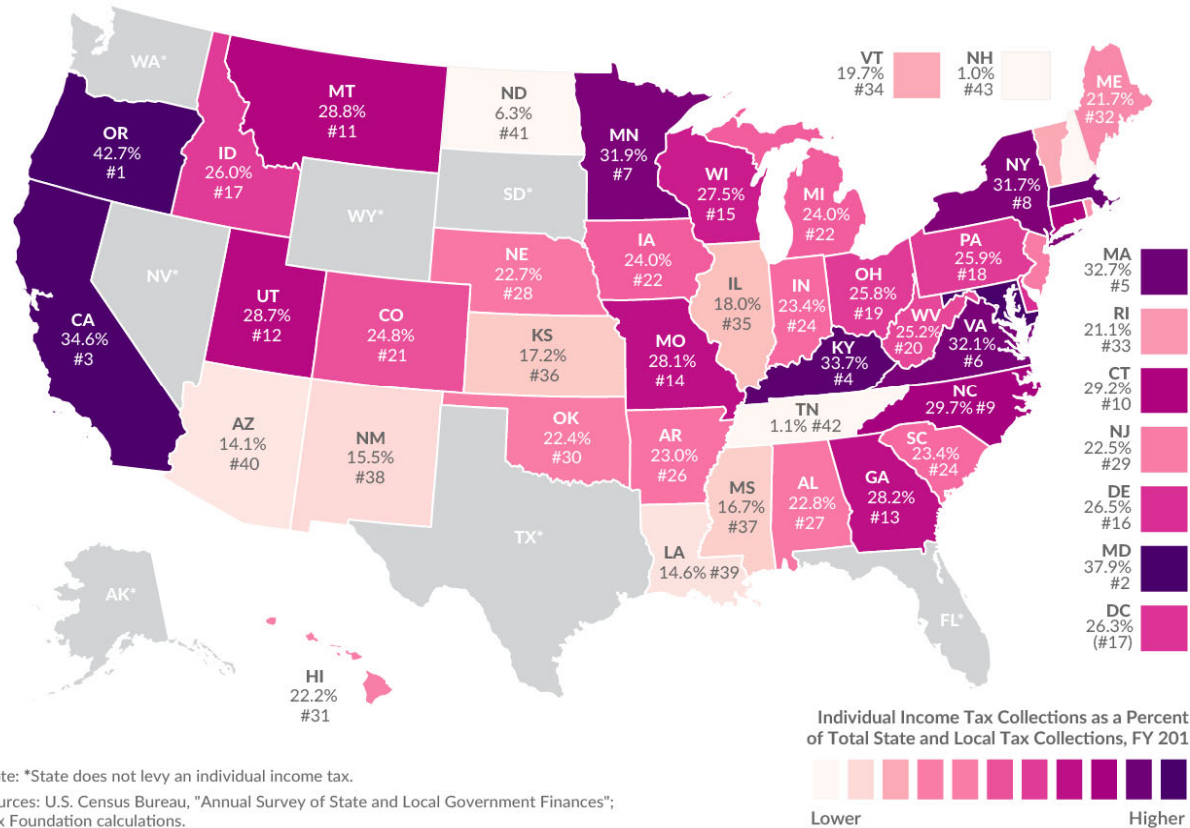 WA*
OR
42.7%
#1
CA
34.6%
#3
NV*
ID
26.0%
#17
MT
28.8%
#11
WY*
UT
28.7%
#12
AZ
14.1%
#40
CO
24.8%
#21
NM
15.5%
#38
ND
6.3%
#41
SD*
NE
22.7%
#28
KS
17.2%
#36
OK
22.4%
#30
TX*
MN
31.9%
#7
IA
24.0%
#22
MO
28.1%
#14
AR
23.0%
#26
LA
14.6% #39
WI
27.5%
#15
IL
18.0%
#35
MS
16.7%
#37
MI
24.0%
#22
IN
23.4%
#24
OH
25.8%
#19
KY
33.7%
#4
TN
1.1% #42
AL
22.8%
#27
GA
28.2%
#13
FL*
SC
23.4%
#24
NC
29.7% #9
VA
32.1%
#6
WV
25.2%
#20
PA
25.9%
#18
NY
31.7%
#8
VT
19.7%
#34
NH
1.0%
#43
ME
21.7%
#32
MA
32.7%
#5
RI
21.1%
#33
CT
29.2%
#10
NJ
22.5%
#29
DE
26.5%
#16
MD
37.9%
#2
DC
26.3%
(#17)
AK*
HI
22.2%
#31
Individual Income Tax Collections as a Percent
of Total State and Local Tax Collections, FY 201
Lower
Higher
te: *State does not levy an individual income tax.
urces: U.S. Census Bureau, "Annual Survey of State and Local Government Finances";
x Foundation calculations.